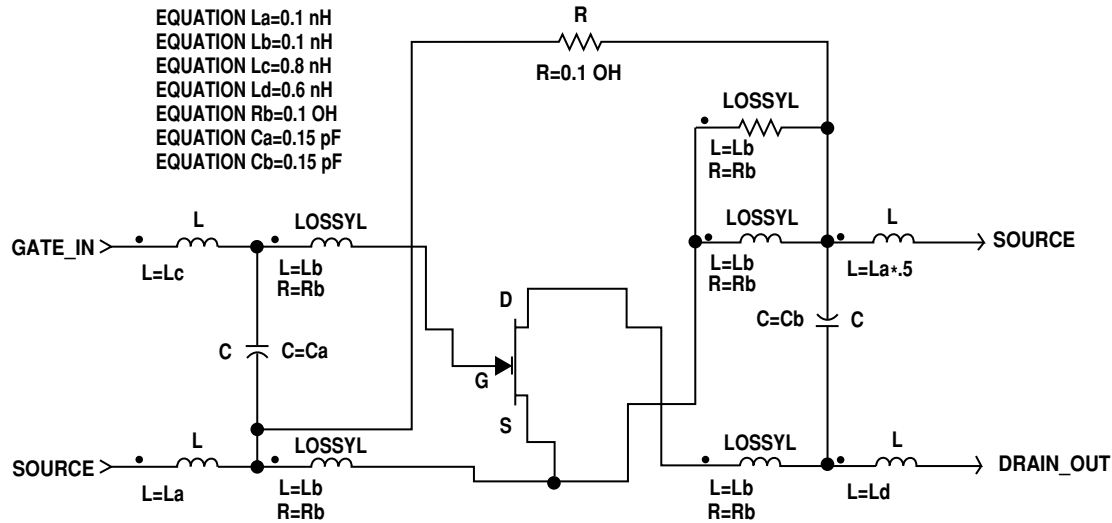 EQUATION La=0.1 nH
EQUATION Lb=0.1 nH
EQUATION Lc=0.8 nH
EQUATION Ld=0.6 nH
EQUATION Rb=0.1 OH
EQUATION Ca=0.15 pF
EQUATION Cb=0.15 pF
R
R=0.1 OH
LOSSYL
L=Lb
R=Rb
GATE_IN
L
L=Lc
LOSSYL
L=Lb
R=Rb
LOSSYL
L=Lb
R=Rb
L
L=La*.5
SOURCE
C
C=Ca
D
G
S
C=Cb
C
SOURCE
L
L=La
LOSSYL
L=Lb
R=Rb
LOSSYL
L=Lb
R=Rb
L
L=Ld
DRAIN_OUT